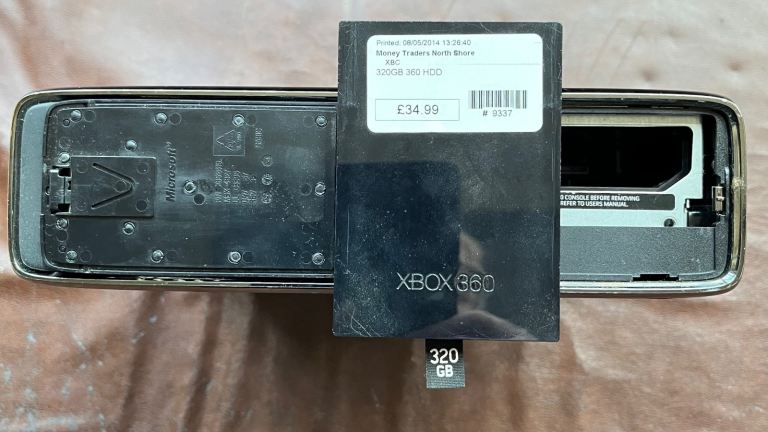 Printed: 08/05/2014 13:26:40
Money Traders North Shore
XBC
320GB 360 HDD
£34.99
# 9337
XBOX 360
320
GB
Microsoft®
CONSOLE BEFORE REMOVING
REFER TO USERS MANUAL.